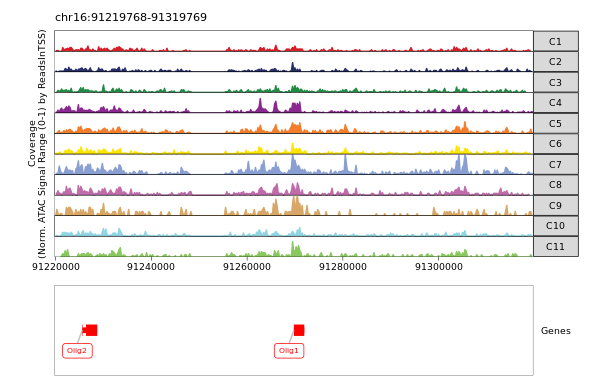 chr16:91219768-91319769
Coverage
(Norm. ATAC Signal Range (0-1) by ReadsInTSS)
C1
C2
C3
C4
C5
C6
C7
C8
C9
C10
C11
91220000 91240000 91260000 91280000 91300000
Genes
Olig2 Olig1